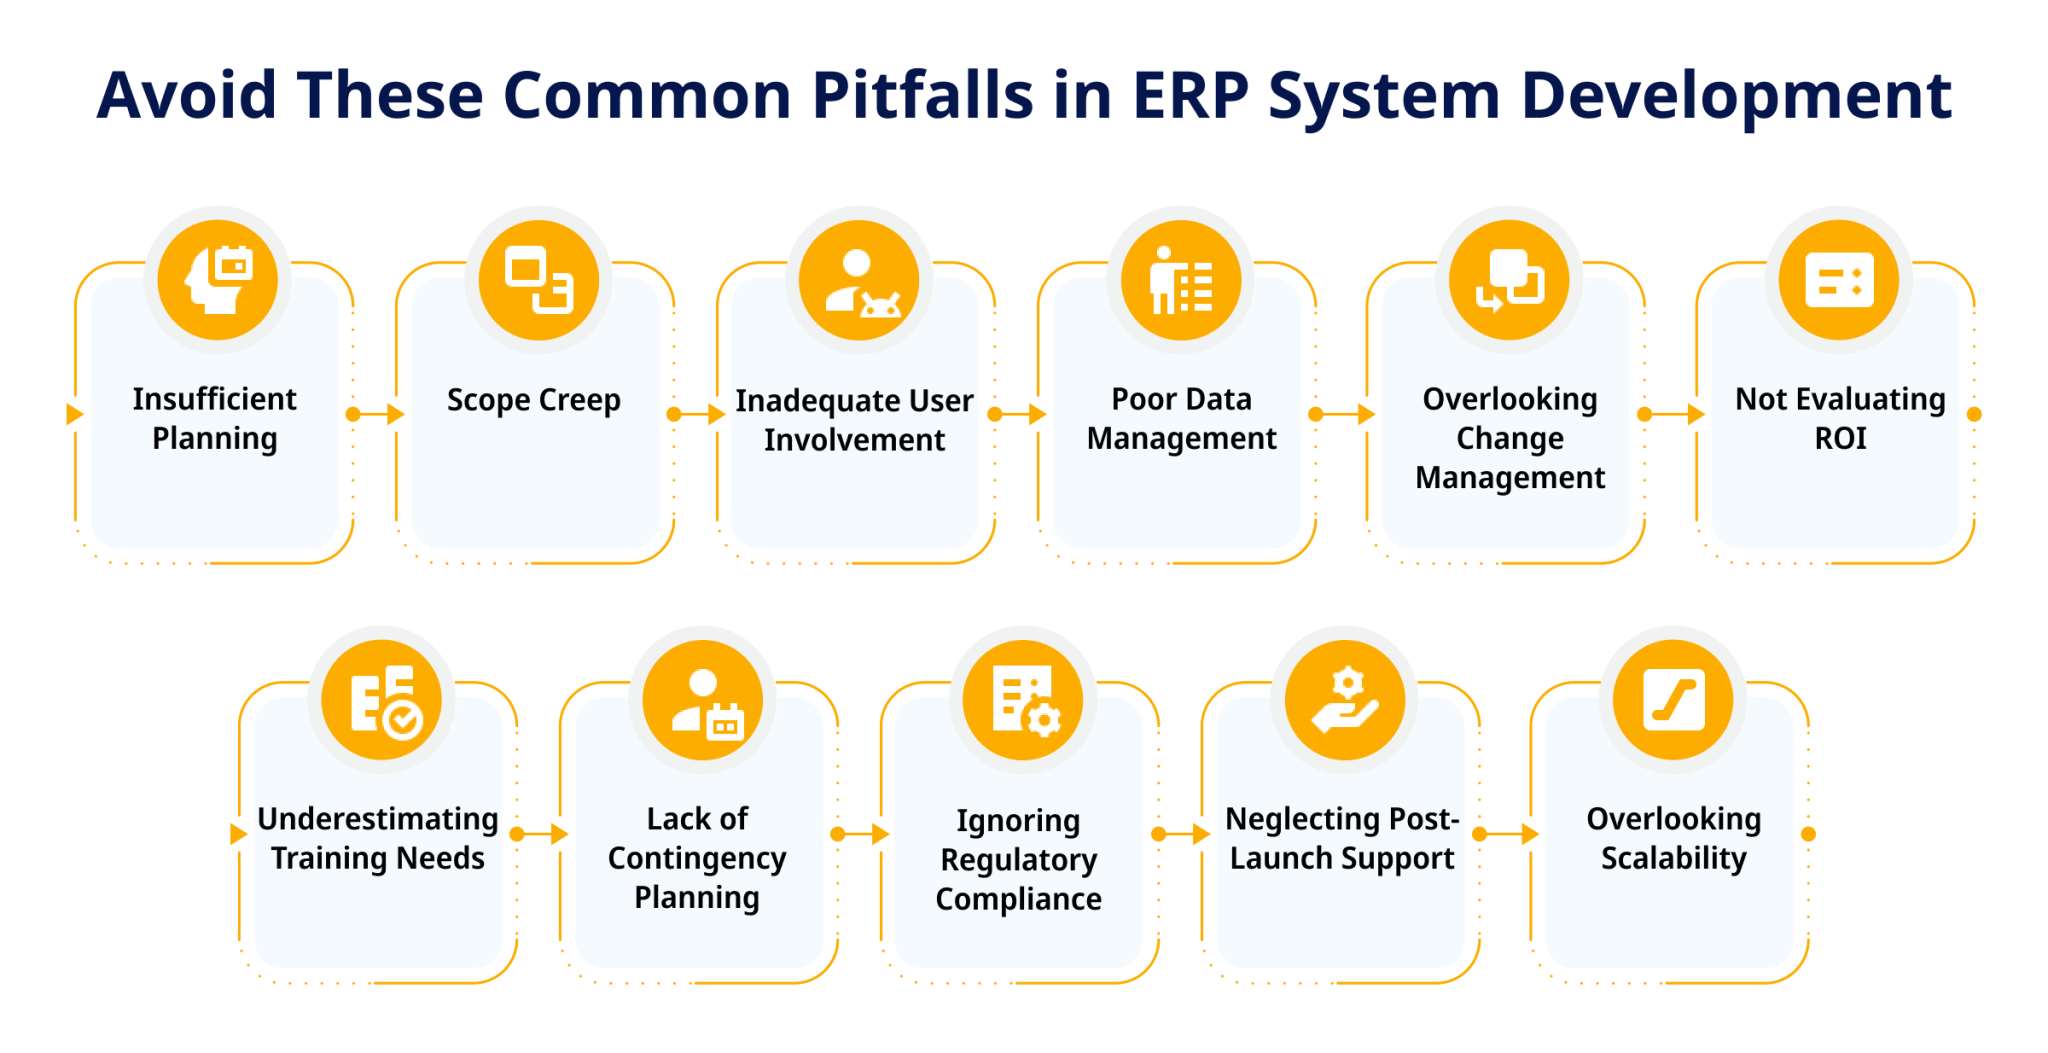 Avoid These Common Pitfalls in ERP System Development
Insufficient
Planning
Scope Creep
Inadequate User
Involvement
Poor Data
Management
Overlooking
Change
Management
Not Evaluating
ROI
Underestimating
Training Needs
Lack of
Contingency
Planning
Ignoring
Regulatory
Compliance
Neglecting Post-
Launch Support
Overlooking
Scalability